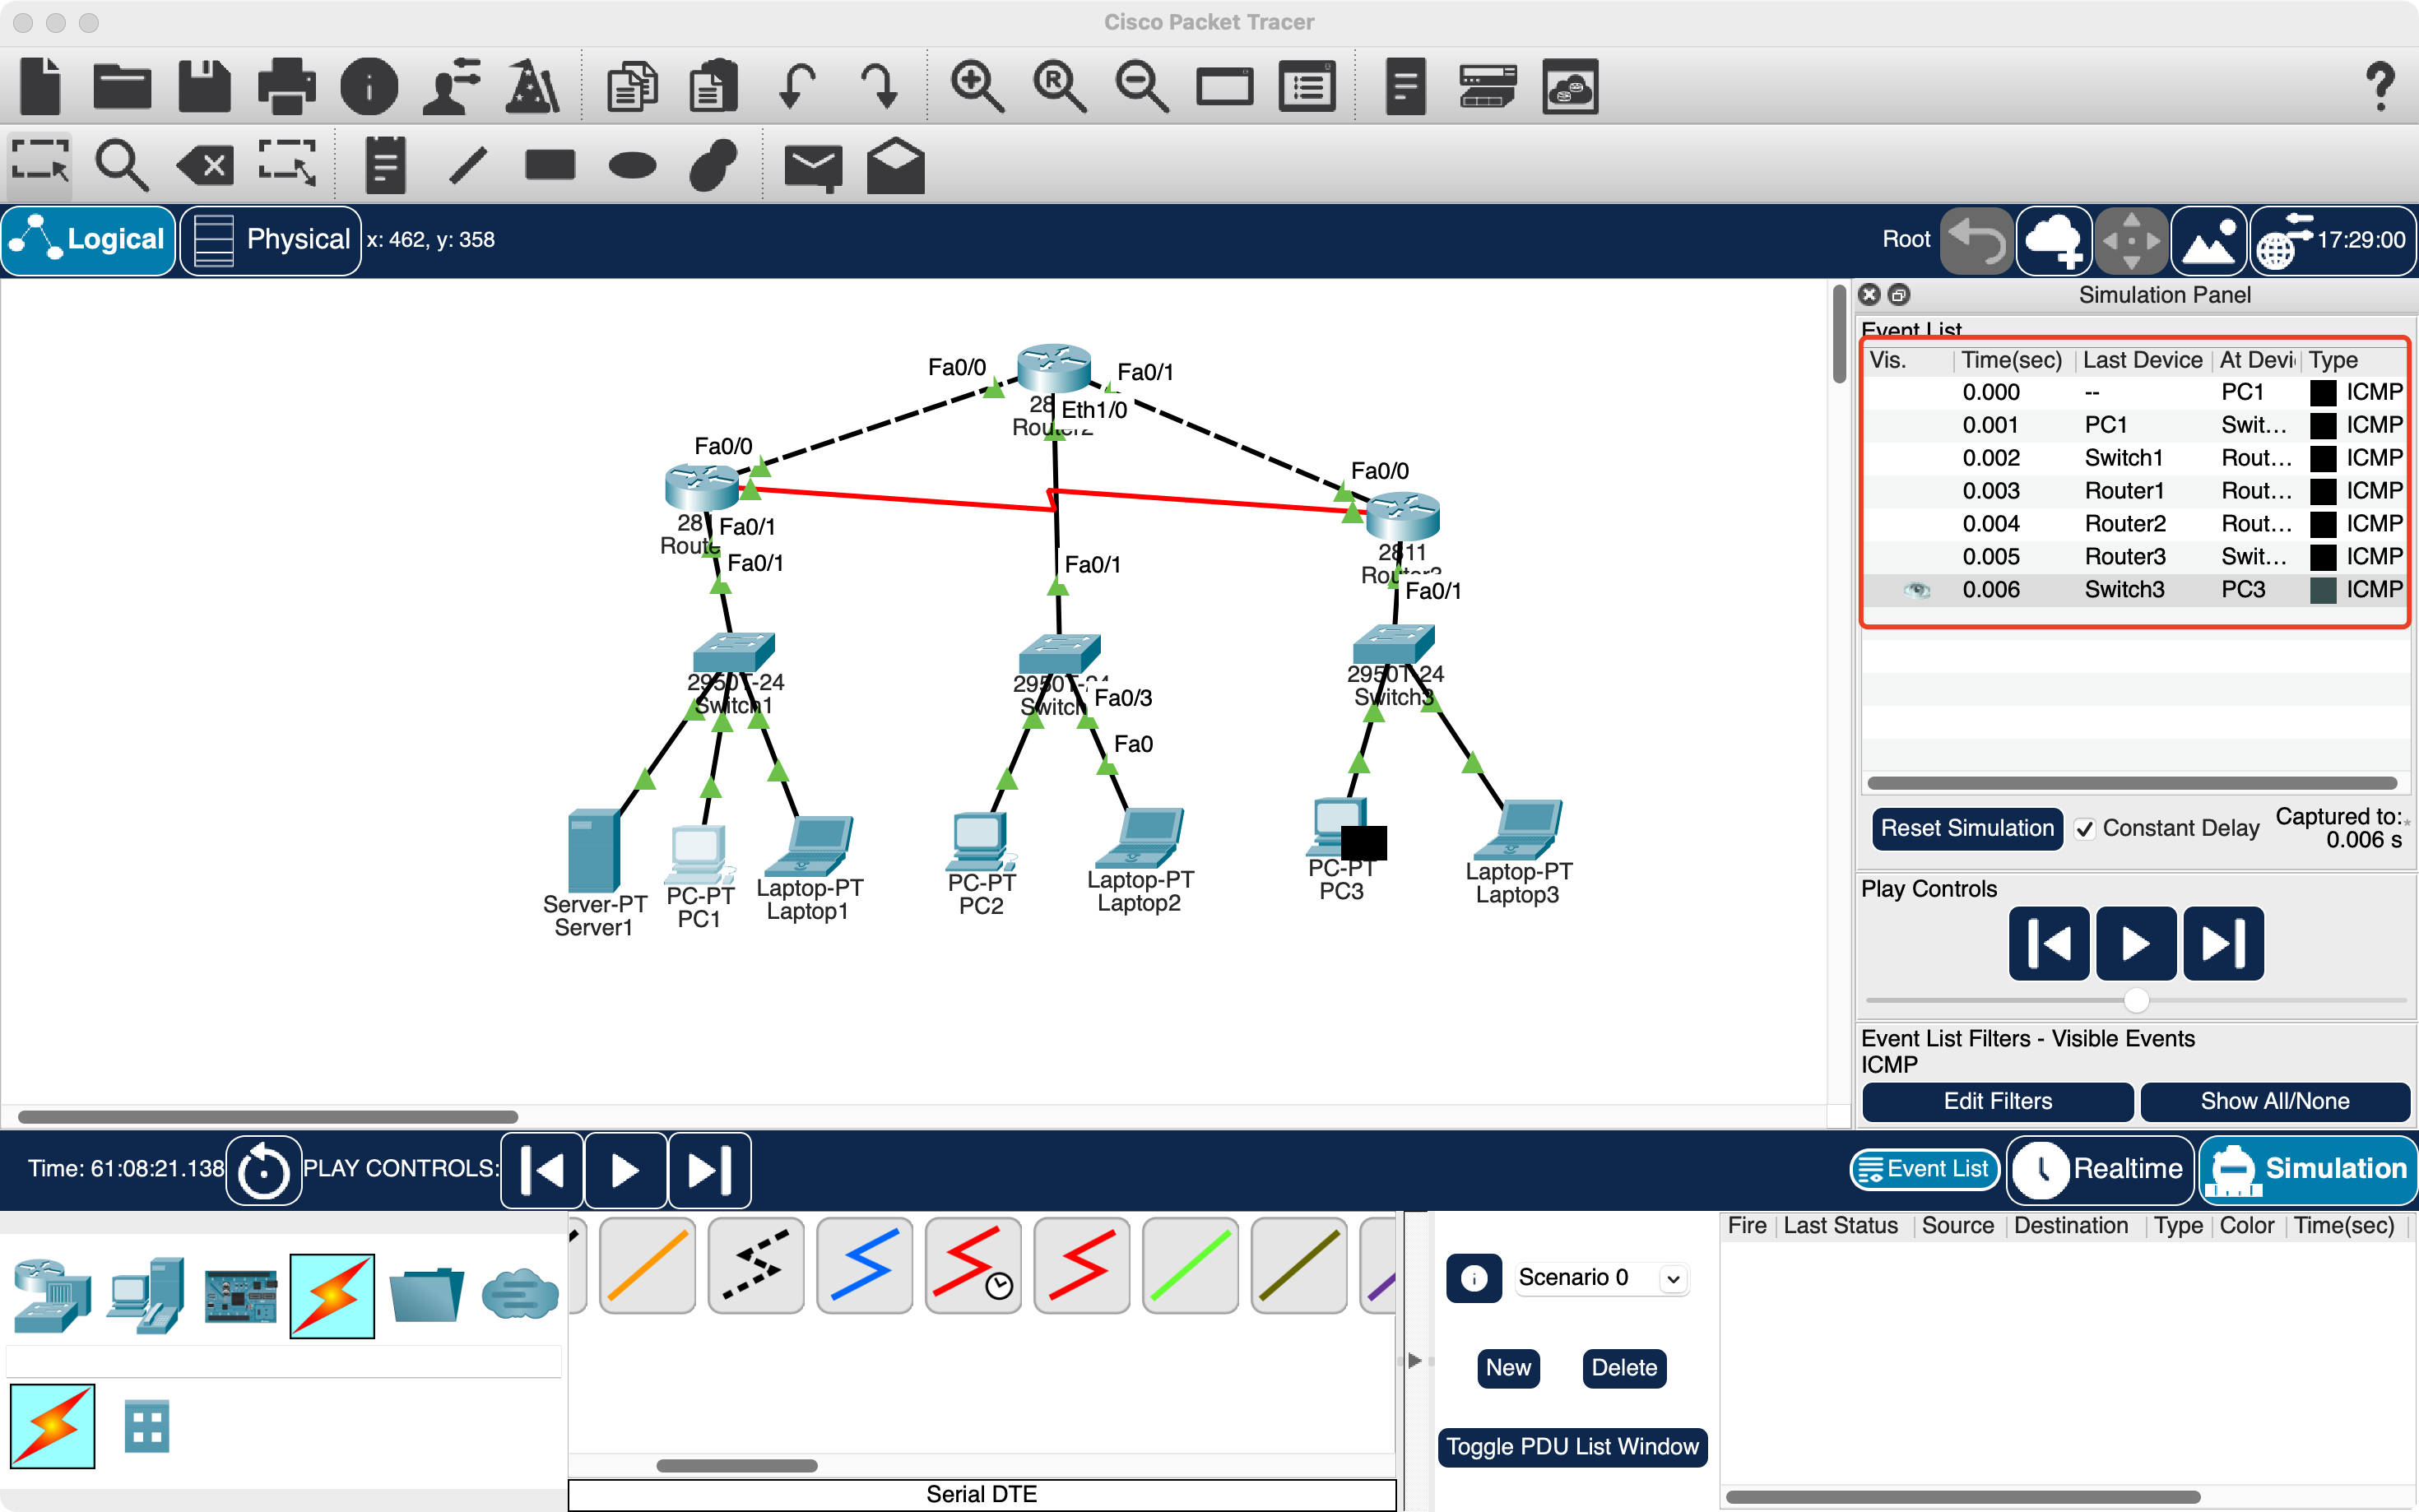 Cisco Packet Tracer
Logical
Physical
x: 462, y: 358
Root
17:29:00
Simulation Panel
Event List
Vis. Time(sec) Last Device At Devi Type
0.000 -- PC1 ICMP
0.001 PC1 Swit... ICMP
0.002 Switch1 Rout... ICMP
0.003 Router1 Rout... ICMP
0.004 Router2 Rout... ICMP
0.005 Router3 Swit... ICMP
0.006 Switch3 PC3 ICMP
Reset Simulation
Constant Delay
Captured to:*
0.006 s
Play Controls
Event List Filters - Visible Events
ICMP
Edit Filters
Show All/None
Fa0/0
Fa0/1
28
Eth1/0
Router2
Fa0/0
Fa0/0
28
Fa0/1
Route
Fa0/1
Fa0/1
2811
Router3
Fa0/1
2950T-24
Switch1
2950T-24
Switch
Fa0/3
Fa0
2950T-24
Switch3
Server-PT
Server1
PC-PT
PC1
Laptop-PT
Laptop1
PC-PT
PC2
Laptop-PT
Laptop2
PC-PT
PC3
Laptop-PT
Laptop3
Time: 61:08:21.138
PLAY CONTROLS:
Event List
Realtime
Simulation
Scenario 0
New
Delete
Toggle PDU List Window
Fire Last Status Source Destination Type Color Time(sec)
Serial DTE